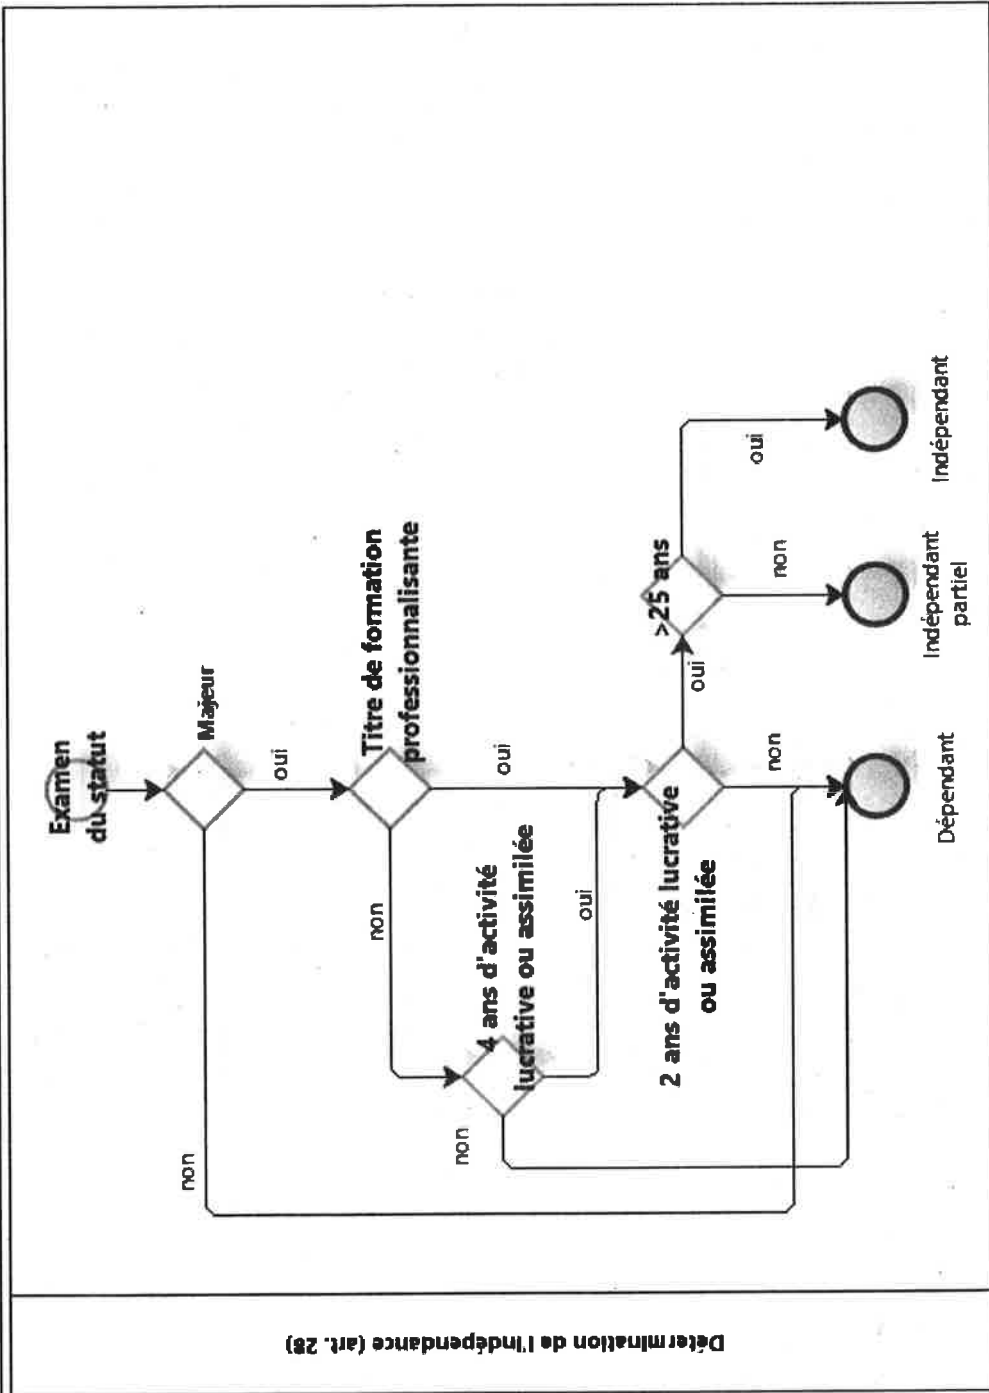 Détermination de l'indépendance (art. 28)
Examen
du statut
Majeur
non
oui
Titre de formation
professionnalisante
non
oui
4 ans d'activité
lucrative ou assimilée
non
oui
2 ans d'activité lucrative
ou assimilée
oui
non
>25 ans
oui
non
Dépendant
Indépendant
partiel
Indépendant